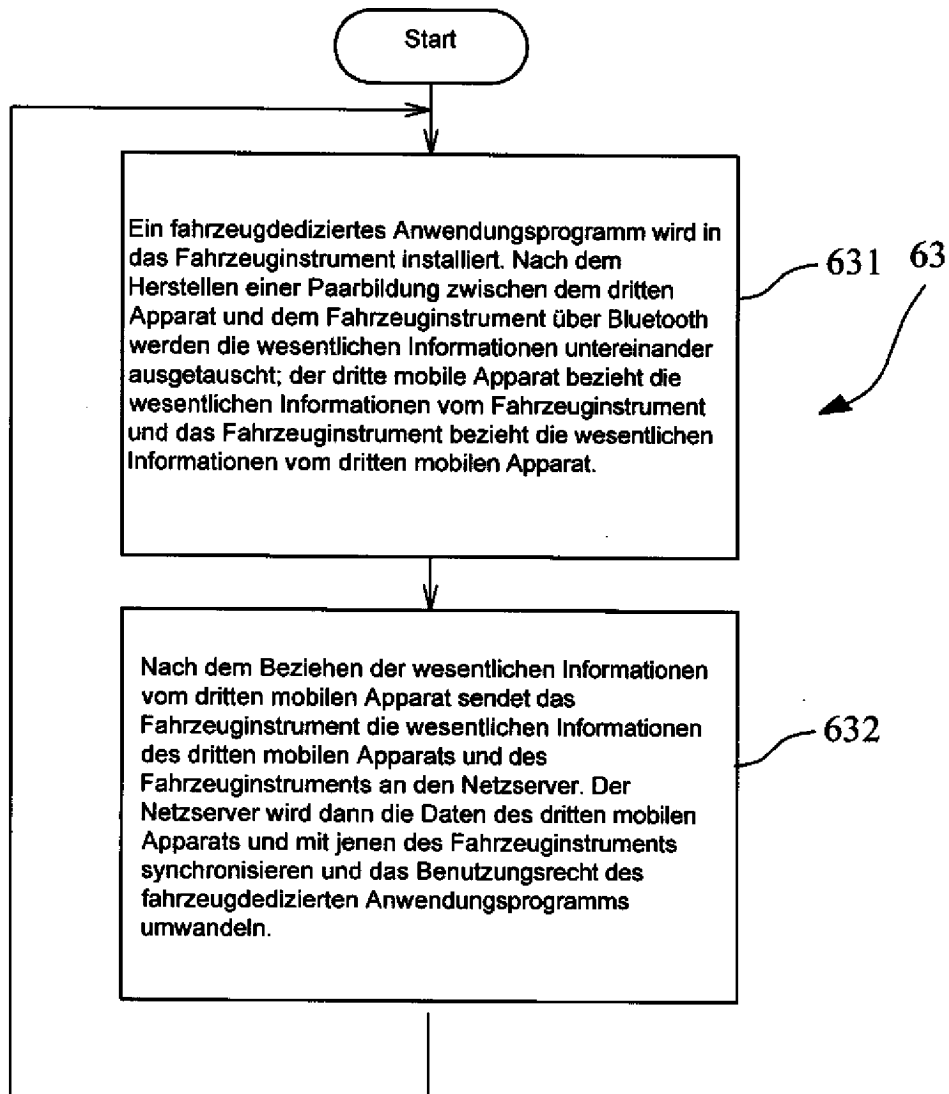 Start
Ein fahrzeugdediziertes Anwendungsprogramm wird in
das Fahrzeuginstrument installiert. Nach dem
Herstellen einer Paarbildung zwischen dem dritten
Apparat und dem Fahrzeuginstrument über Bluetooth
werden die wesentlichen Informationen untereinander
ausgetauscht; der dritte mobile Apparat bezieht die
wesentlichen Informationen vom Fahrzeuginstrument
und das Fahrzeuginstrument bezieht die wesentlichen
Informationen vom dritten mobilen Apparat.
631
63
Nach dem Beziehen der wesentlichen Informationen
vom dritten mobilen Apparat sendet das
Fahrzeuginstrument die wesentlichen Informationen
des dritten mobilen Apparats und des
Fahrzeuginstruments an den Netzserver. Der
Netzserver wird dann die Daten des dritten mobilen
Apparats und mit jenen des Fahrzeuginstruments
synchronisieren und das Benutzungsrecht des
fahrzeugdedizierten Anwendungsprogramms
umwandeln.
632